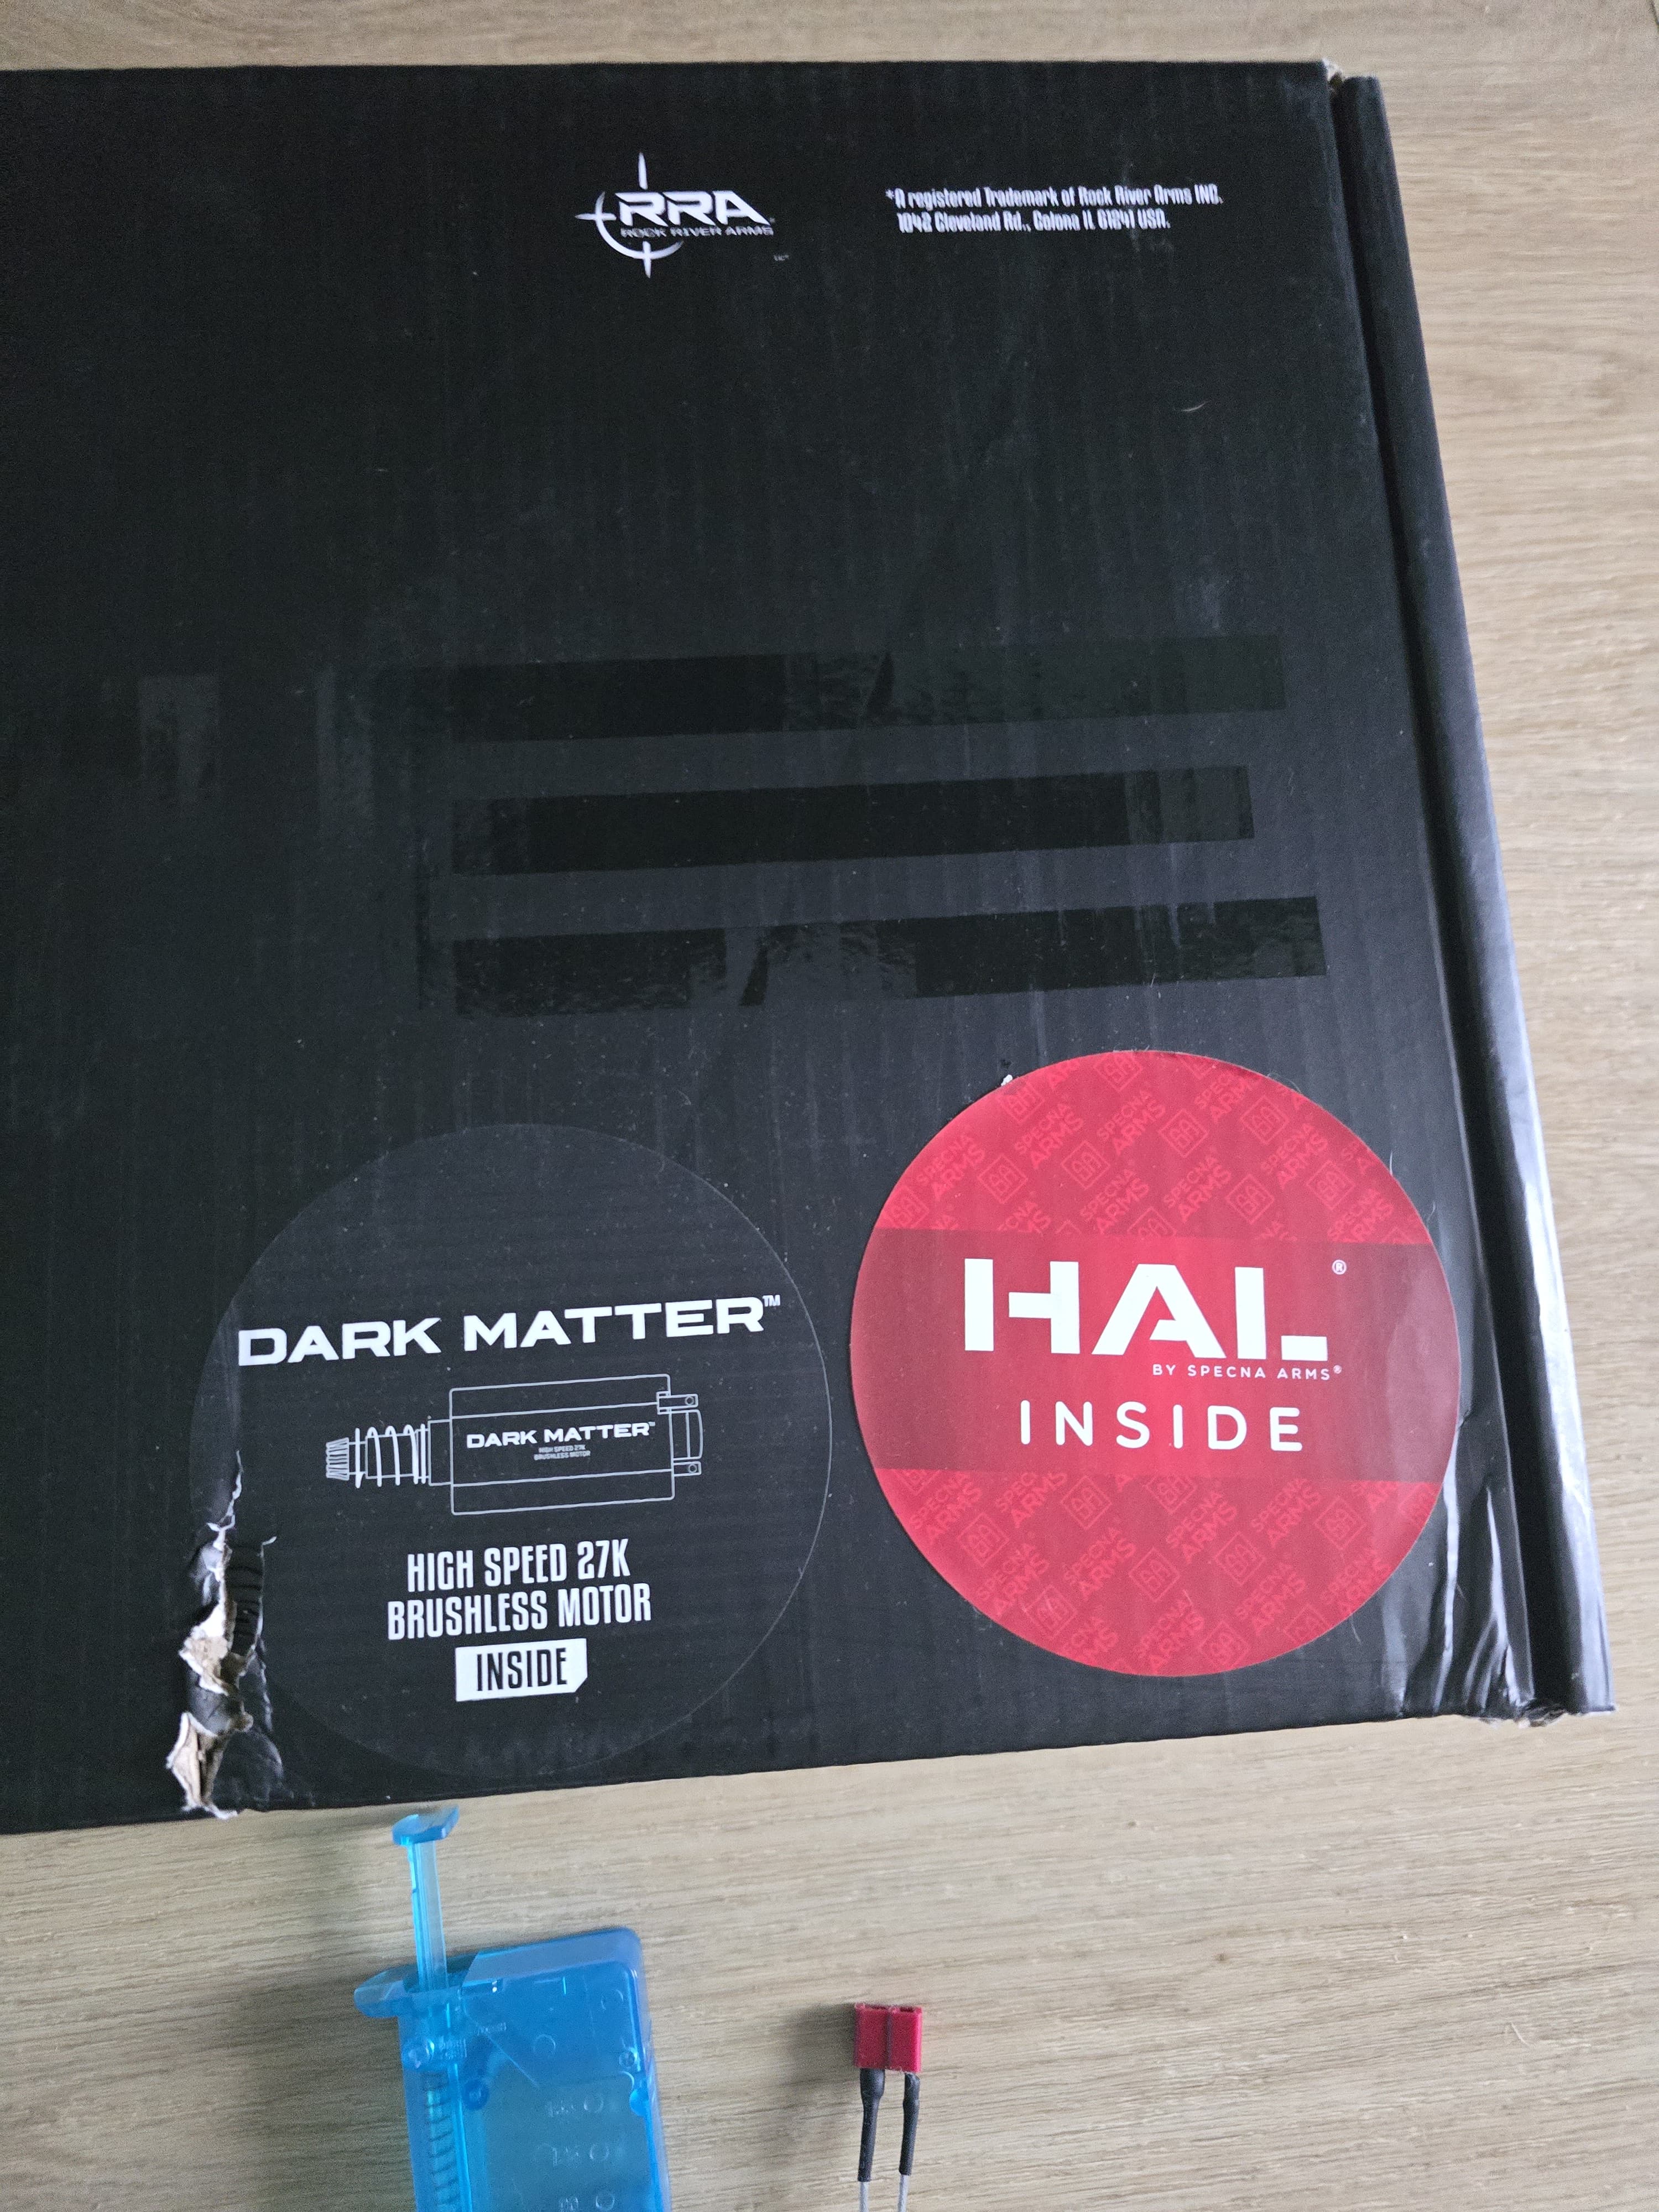 RRA
ROCK RIVER ARMS
*A registered Trademark of Rock River Arms INC.
1042 Cleveland Rd., Colona IL 61241 USA.
DARK MATTER™
DARK MATTER™
HIGH SPEED 27K
BRUSHLESS MOTOR
HIGH SPEED 27K
BRUSHLESS MOTOR
INSIDE
HAL®
BY SPECNA ARMS®
INSIDE
SPECNA ARMS